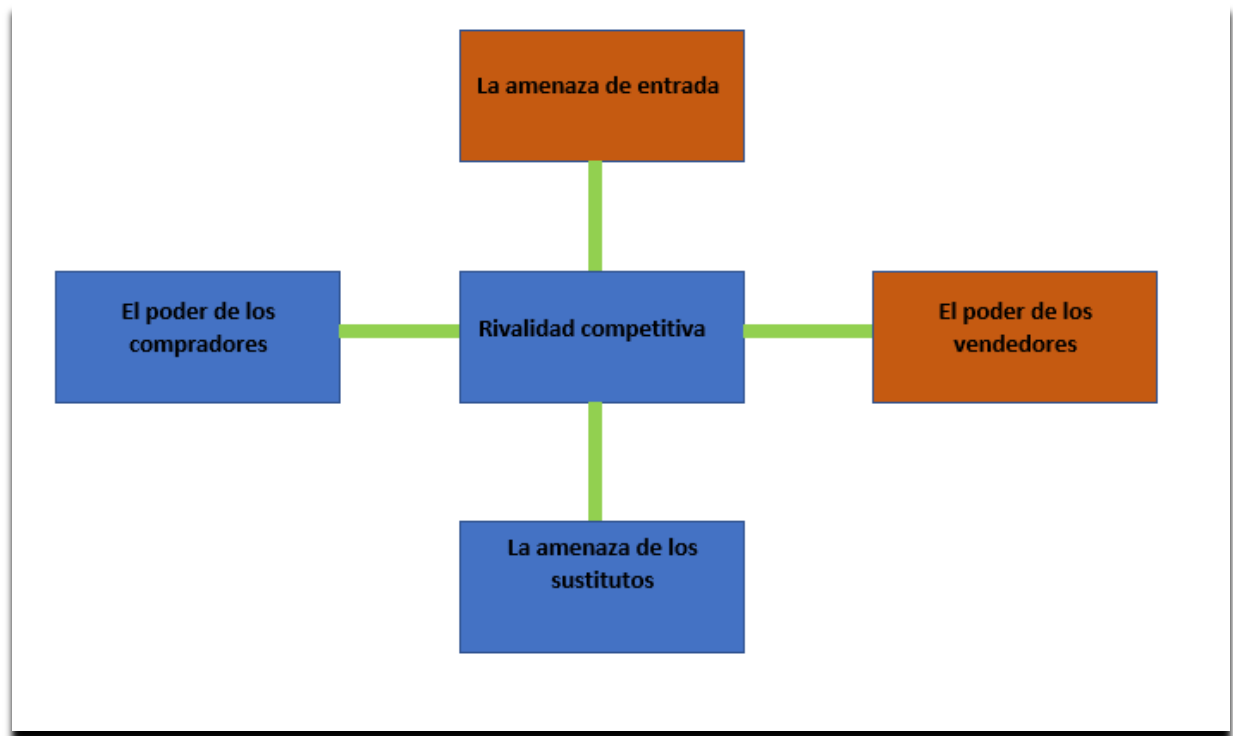 La amenaza de entrada
El poder de los
compradores
Rivalidad competitiva
El poder de los
vendedores
La amenaza de los
sustitutos